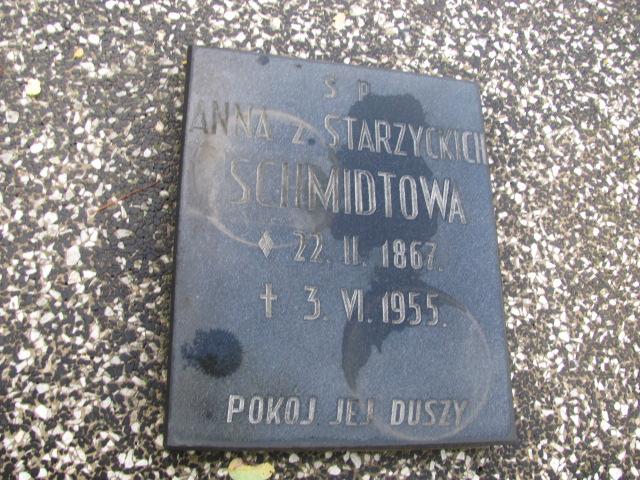 S P
ANNA z STARZYCKICH
SCHMIDTOWA
22. II. 1867.
3. VI. 1955.
POKÓJ JEJ DUSZY